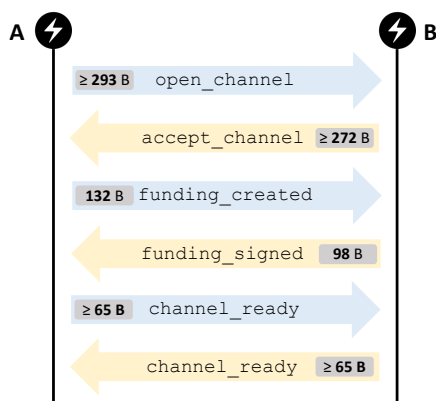 A B
≥ 293 B open_channel
accept_channel ≥ 272 B
132 B funding_created
funding_signed 98 B
≥ 65 B channel_ready
channel_ready ≥ 65 B